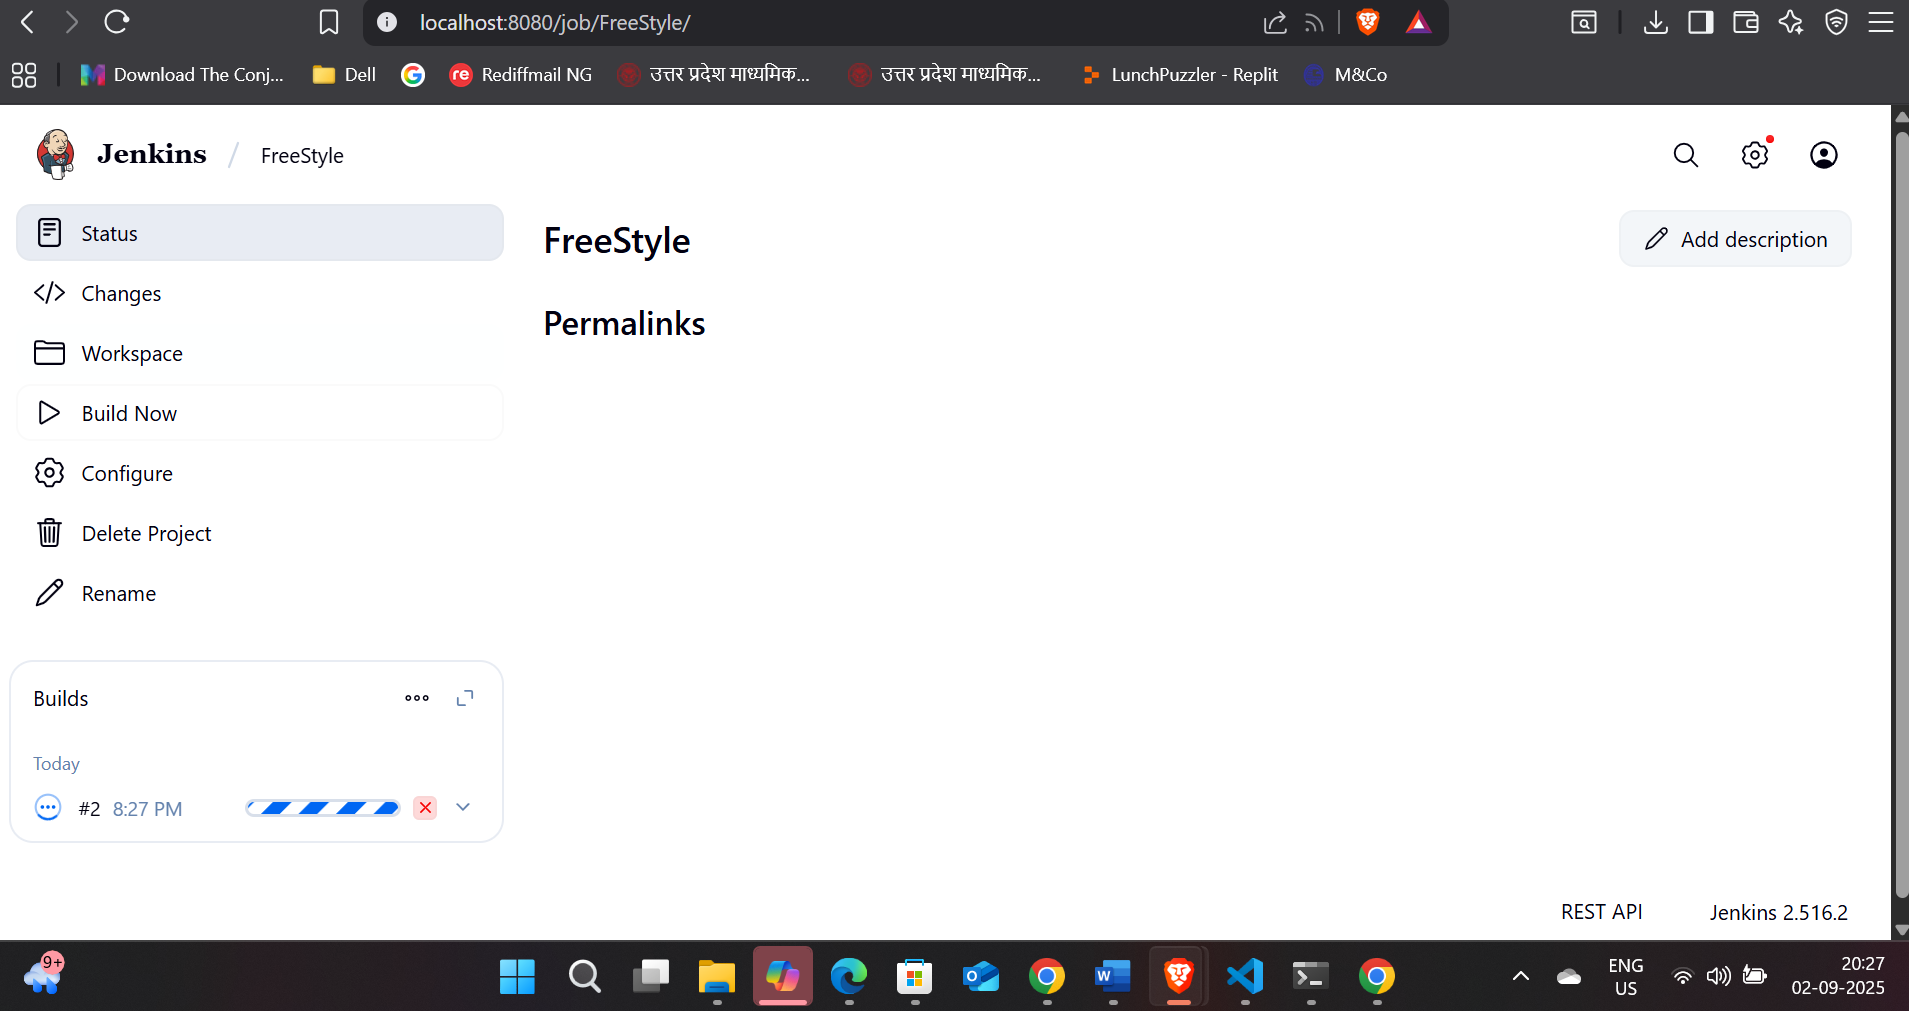 localhost:8080/job/FreeStyle/
Download The Conj...
Dell
Rediffmail NG
उत्तर प्रदेश माध्यमिक...
उत्तर प्रदेश माध्यमिक...
LunchPuzzler - Replit
M&Co
Jenkins / FreeStyle
Status
Changes
Workspace
Build Now
Configure
Delete Project
Rename
FreeStyle
Add description
Permalinks
Builds
Today
#2 8:27 PM
REST API
Jenkins 2.516.2
9+
ENG
US
20:27
02-09-2025